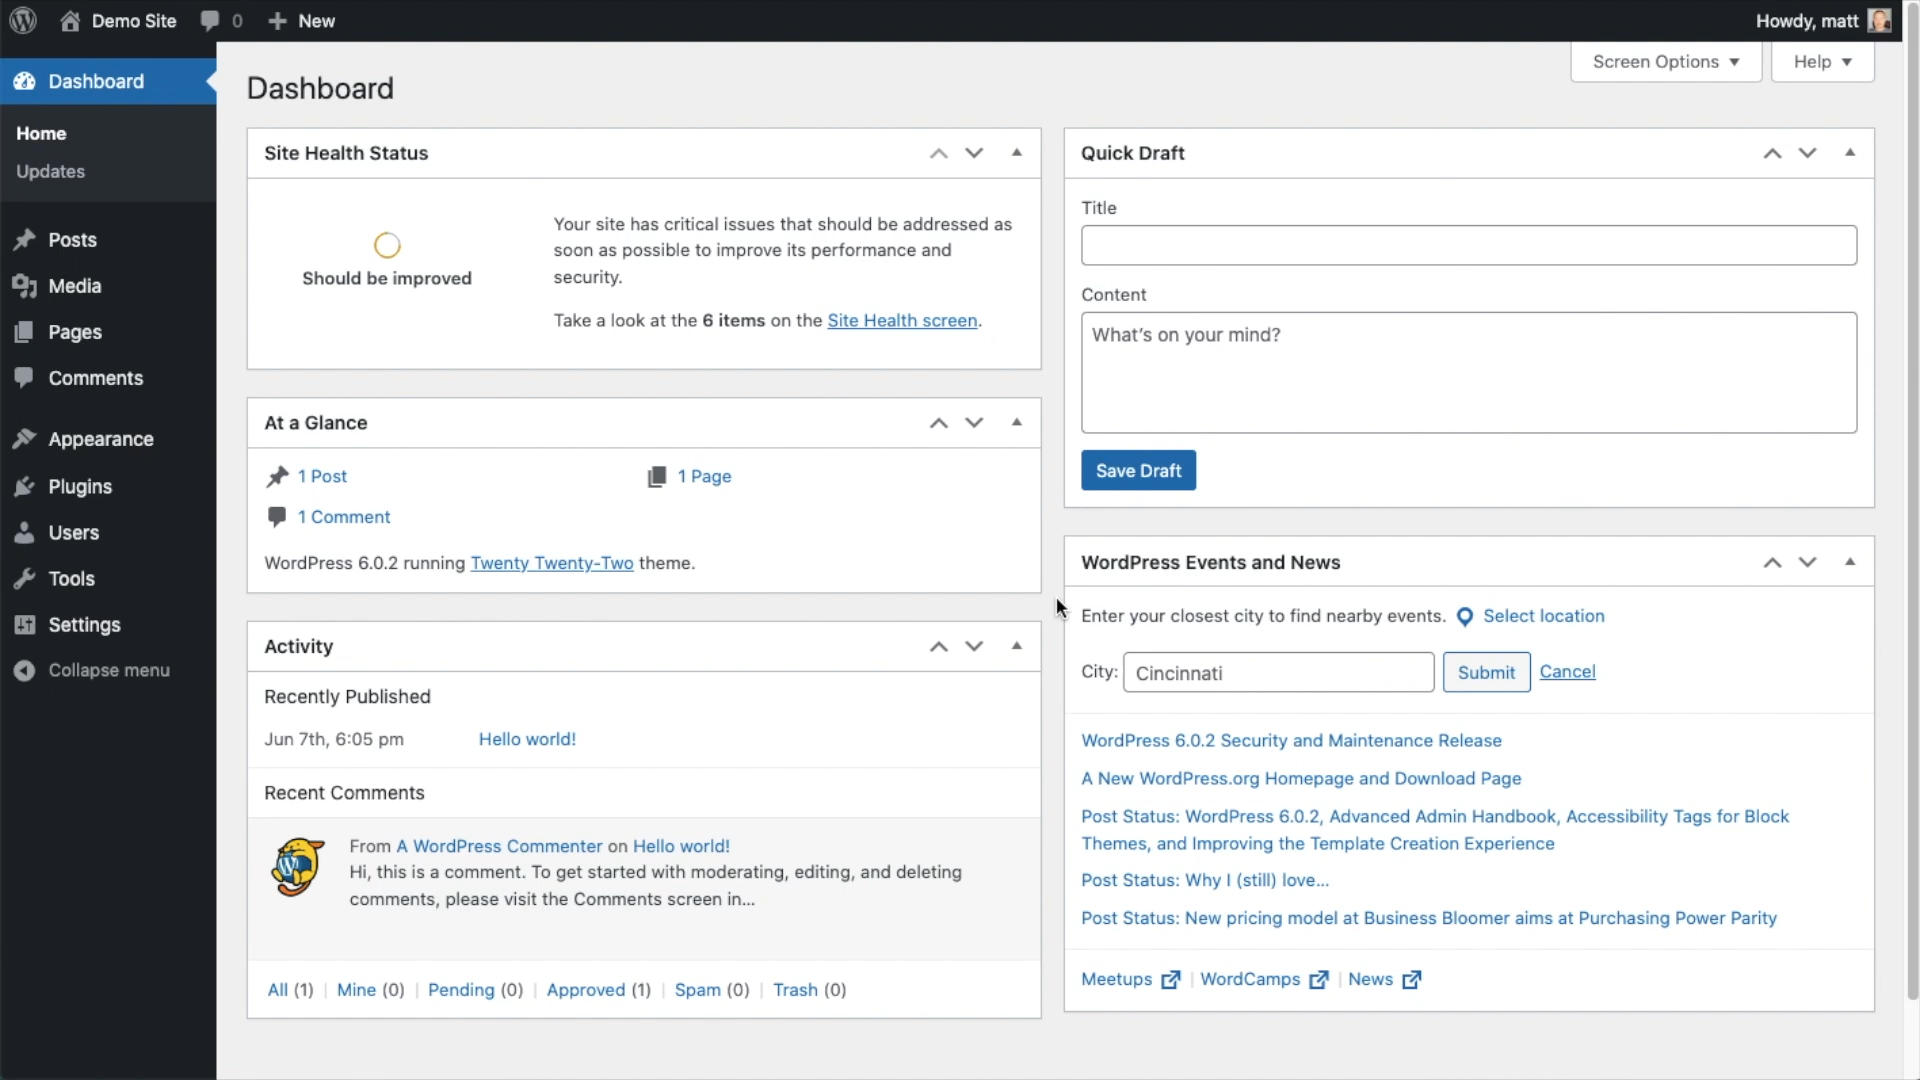 Demo Site 0 New Howdy, matt
Screen Options Help
Dashboard
Home
Updates
Posts
Media
Pages
Comments
Appearance
Plugins
Users
Tools
Settings
Collapse menu
Dashboard
Site Health Status
Should be improved
Your site has critical issues that should be addressed as
soon as possible to improve its performance and
security.
Take a look at the 6 items on the Site Health screen.
At a Glance
1 Post 1 Page
1 Comment
WordPress 6.0.2 running Twenty Twenty-Two theme.
Activity
Recently Published
Jun 7th, 6:05 pm Hello world!
Recent Comments
From A WordPress Commenter on Hello world!
Hi, this is a comment. To get started with moderating, editing, and deleting
comments, please visit the Comments screen in…
All (1) | Mine (0) | Pending (0) | Approved (1) | Spam (0) | Trash (0)
Quick Draft
Title
Content
What’s on your mind?
Save Draft
WordPress Events and News
Enter your closest city to find nearby events. Select location
City: Cincinnati Submit Cancel
WordPress 6.0.2 Security and Maintenance Release
A New WordPress.org Homepage and Download Page
Post Status: WordPress 6.0.2, Advanced Admin Handbook, Accessibility Tags for Block
Themes, and Improving the Template Creation Experience
Post Status: Why I (still) love…
Post Status: New pricing model at Business Bloomer aims at Purchasing Power Parity
Meetups | WordCamps | News